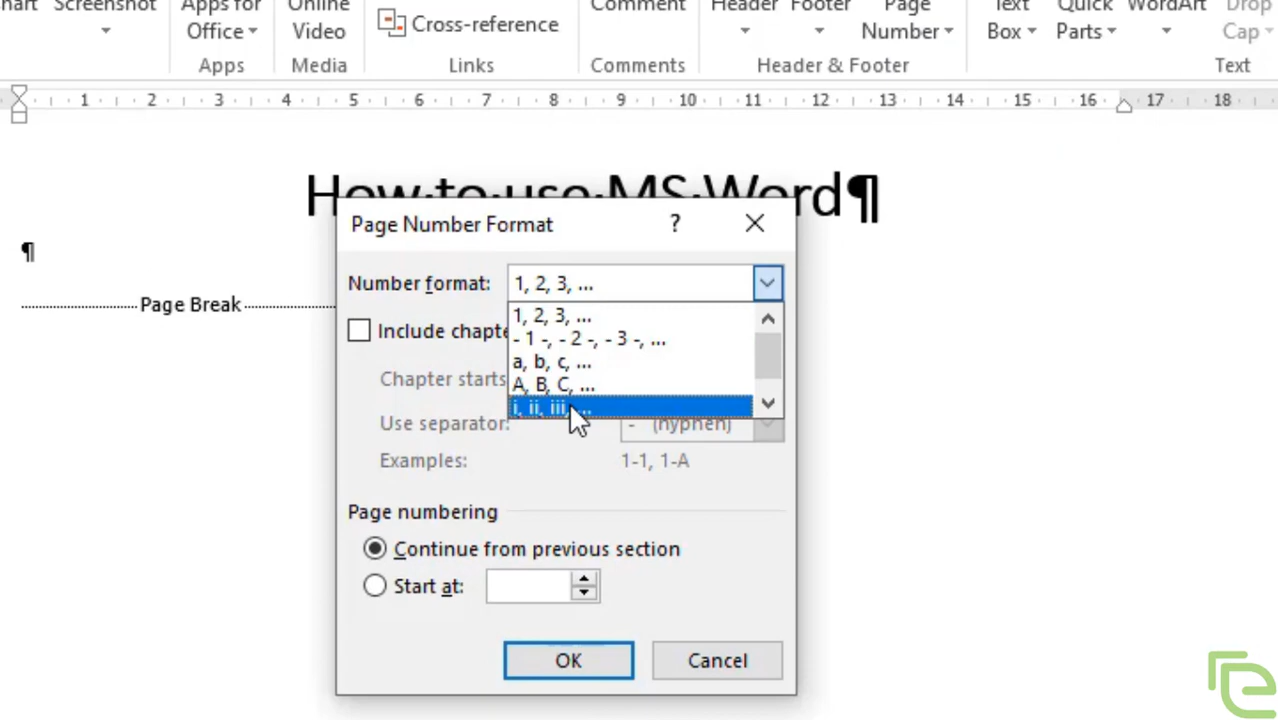 Screenshot
Apps for
Office
Online
Video
Cross-reference
Comment
Header
Footer
Page
Number
Text
Box
Quick
Parts
WordArt
Drop
Cap
Apps
Media
Links
Comments
Header & Footer
Text
1 2 3 4 5 6 7 8 9 10 11 12 13 14 15 16 17 18
How·to·use·MS·Word¶
¶
Page Break
Page Number Format
?
Number format:
1, 2, 3, ...
1, 2, 3, ...
- 1 -, - 2 -, - 3 -, ...
a, b, c, ...
A, B, C, ...
i, ii, iii, ...
Include chapte
Chapter starts
Use separator:
- (hyphen)
Examples:
1-1, 1-A
Page numbering
Continue from previous section
Start at:
OK
Cancel